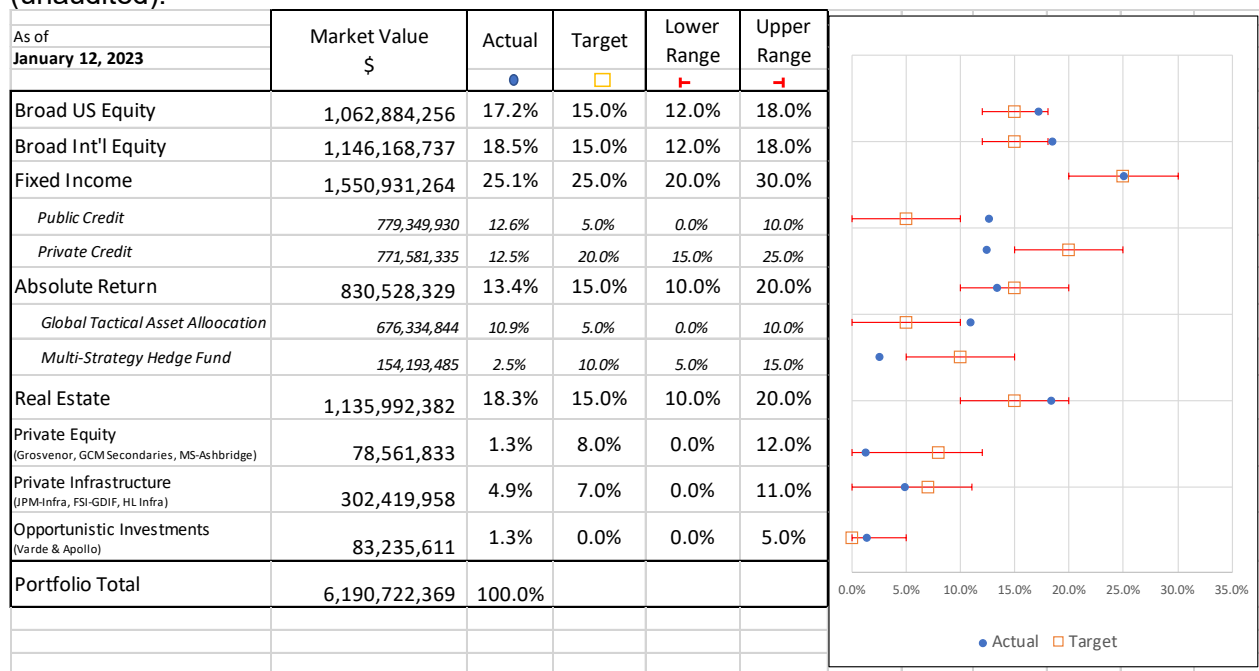 (unaudited).
As of
January 12, 2023
Market Value
$
Actual
Target
Lower
Range
Upper
Range
Broad US Equity 1,062,884,256 17.2% 15.0% 12.0% 18.0%
Broad Int'l Equity 1,146,168,737 18.5% 15.0% 12.0% 18.0%
Fixed Income 1,550,931,264 25.1% 25.0% 20.0% 30.0%
Public Credit 779,349,930 12.6% 5.0% 0.0% 10.0%
Private Credit 771,581,335 12.5% 20.0% 15.0% 25.0%
Absolute Return 830,528,329 13.4% 15.0% 10.0% 20.0%
Global Tactical Asset Alloocation 676,334,844 10.9% 5.0% 0.0% 10.0%
Multi-Strategy Hedge Fund 154,193,485 2.5% 10.0% 5.0% 15.0%
Real Estate 1,135,992,382 18.3% 15.0% 10.0% 20.0%
Private Equity
(Grosvenor, GCM Secondaries, MS-Ashbridge)
78,561,833 1.3% 8.0% 0.0% 12.0%
Private Infrastructure
(JPM-Infra, FSI-GDIF, HL Infra)
302,419,958 4.9% 7.0% 0.0% 11.0%
Opportunistic Investments
(Varde & Apollo)
83,235,611 1.3% 0.0% 0.0% 5.0%
Portfolio Total 6,190,722,369 100.0%
0.0% 5.0% 10.0% 15.0% 20.0% 25.0% 30.0% 35.0%
Actual Target